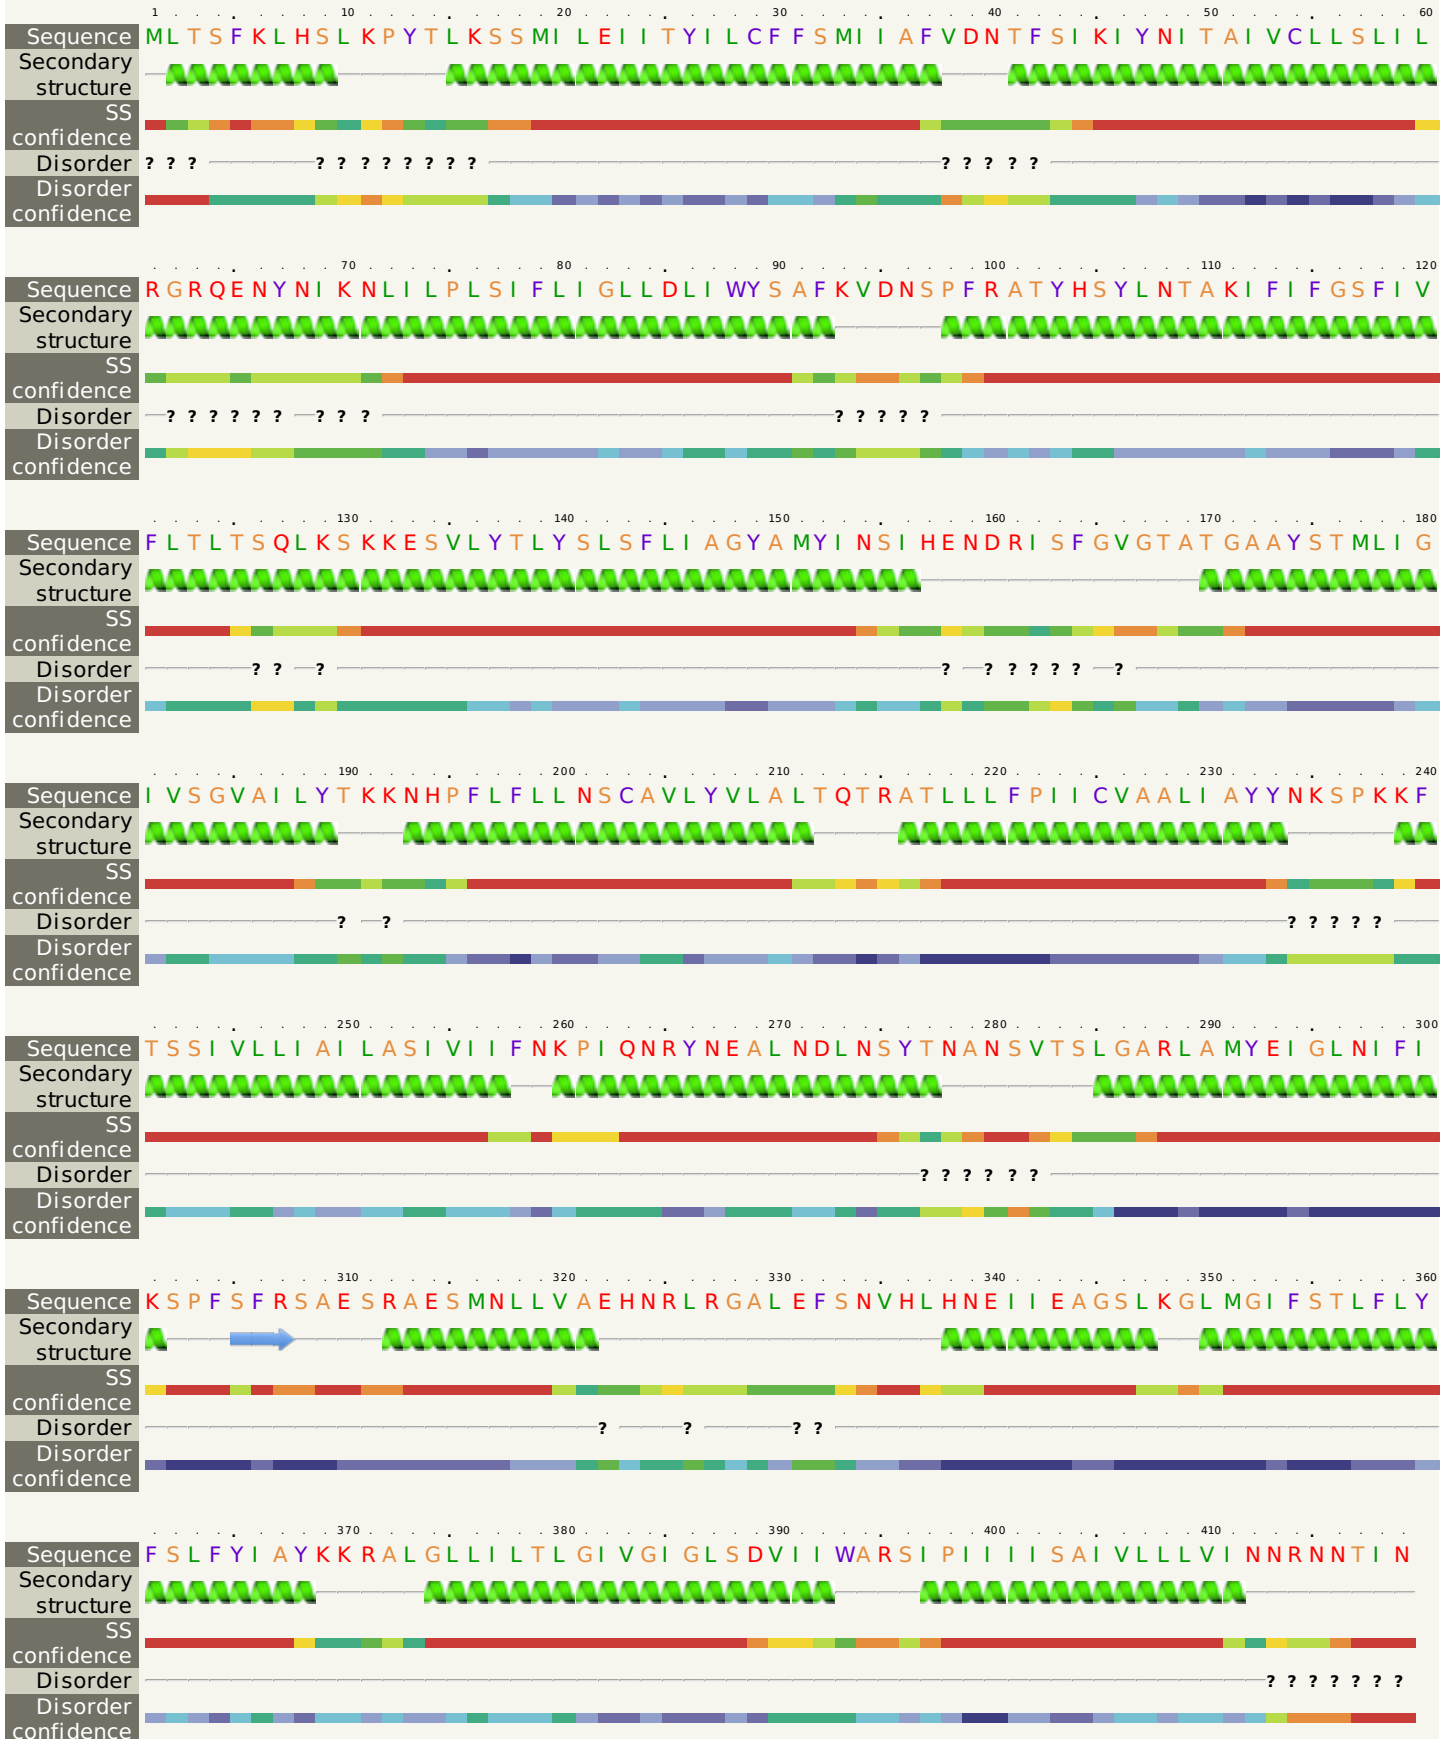 1 10 20 30 40 50 60
Sequence MLTSFKLHSLKPYTLKSSMILEIITYILCFFSMIIAFVDNTFSIKIYNITAIVCLLSLIL
Secondary
structure
SS
confidence
Disorder ? ? ? ? ? ? ? ? ? ? ? ? ? ? ? ?
Disorder
confidence
70 80 90 100 110 120
Sequence RGRQENYNIKNLILPLSIFLIGLLDLIWYSAFKVDNSPFRATYHSYLNTAKIFIFGSFIV
Secondary
structure
SS
confidence
Disorder ? ? ? ? ? ? ? ? ? ? ? ? ? ?
Disorder
confidence
130 140 150 160 170 180
Sequence FLTLTSQLKSKKESVLYTLYSLSFLIAGYAMYINSIHENDRISFGVGTATGAAYSTMLIG
Secondary
structure
SS
confidence
Disorder ? ? ? ? ? ? ? ? ? ?
Disorder
confidence
190 200 210 220 230 240
Sequence IVSGVAILYTKKNHPFLFLLNSCAVLYVLALTQTRATLLLFPIICVAALIAYYNKSPKKF
Secondary
structure
SS
confidence
Disorder ? ? ? ? ? ? ?
Disorder
confidence
250 260 270 280 290 300
Sequence TSSIVLLIAILASIVIIFNKPIQNRYNEALNDLNSYTNANSVTSLGARLAMYEIGLNIFI
Secondary
structure
SS
confidence
Disorder ? ? ? ? ? ?
Disorder
confidence
310 320 330 340 350 360
Sequence KSPFSFRSAESRAESMNLLVAEHNRLRGALEFSNVHLHNEIIEAGSLKGLMGIFSTLFLY
Secondary
structure
SS
confidence
Disorder ? ? ? ?
Disorder
confidence
370 380 390 400 410
Sequence FSLFYIAYKKRALGLLILTLGIVGIGLSDVIIWARSIPIIIISAIVLLLVINNRNNTIN
Secondary
structure
SS
confidence
Disorder ? ? ? ? ? ? ?
Disorder
confidence